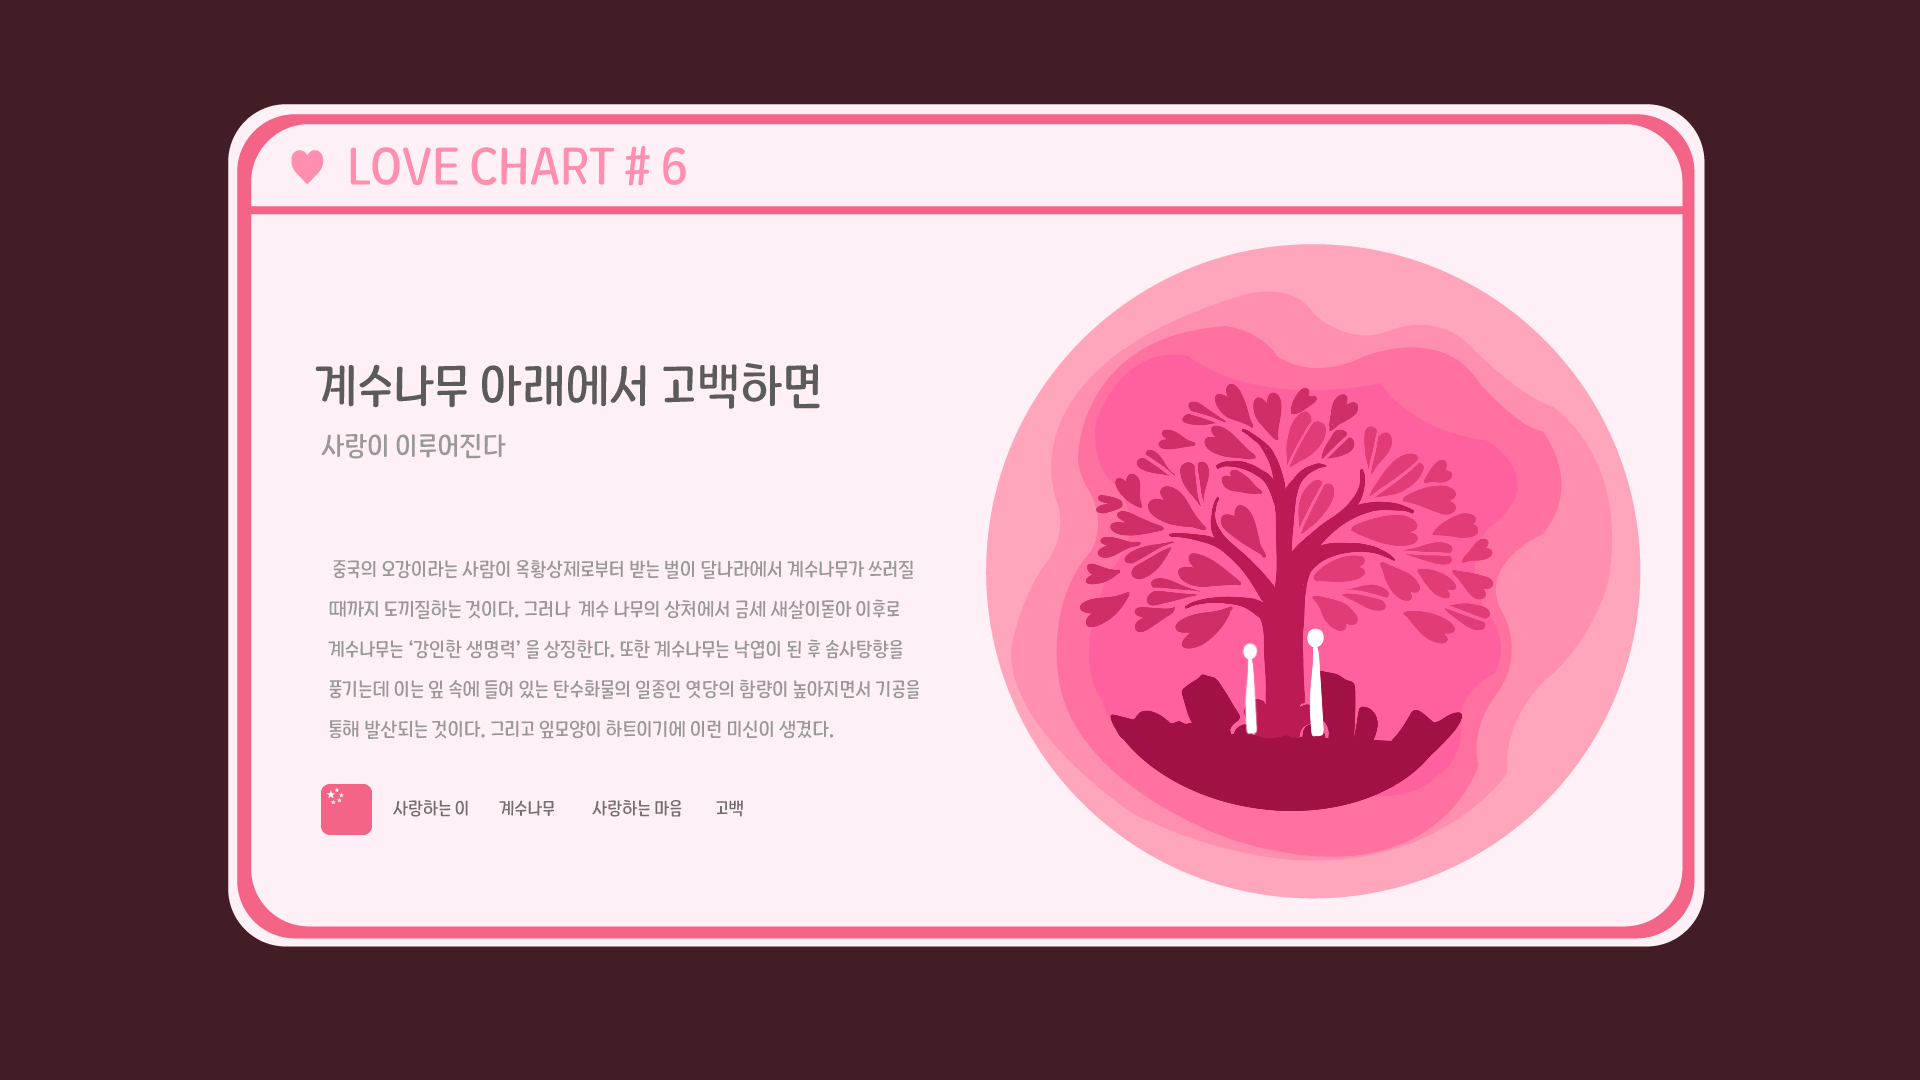 LOVE CHART # 6
계수나무 아래에서 고백하면
사랑이 이루어진다
중국의 오강이라는 사람이 옥황상제로부터 받는 벌이 달나라에서 계수나무가 쓰러질
때까지 도끼질하는 것이다. 그러나 계수 나무의 상처에서 금세 새살이돋아 이후로
계수나무는 ‘강인한 생명력’ 을 상징한다. 또한 계수나무는 낙엽이 된 후 솜사탕향을
풍기는데 이는 잎 속에 들어 있는 탄수화물의 일종인 엿당의 함량이 높아지면서 기공을
통해 발산되는 것이다. 그리고 잎모양이 하트이기에 이런 미신이 생겼다.
사랑하는 이 계수나무 사랑하는 마음 고백